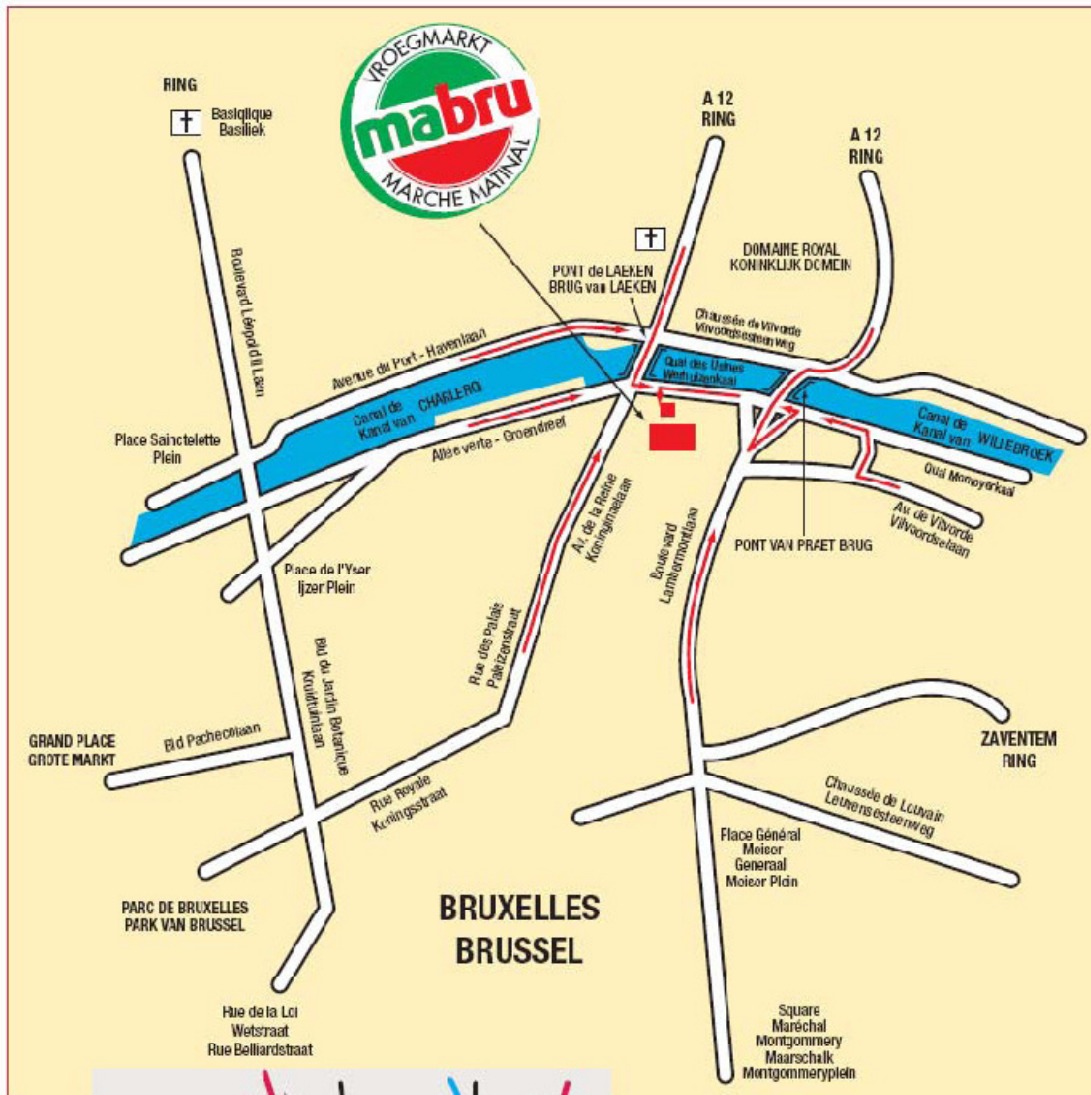 VROEGMARKT
mabru
MARCHE MATINAL
RING
Basiqlique
Basiliek
A 12
RING
A 12
RING
DOMAINE ROYAL
KONINKLIJK DOMEIN
PONT de LAEKEN
BRUG van LAEKEN
Boulevard Léopold II Laan
Avenue du Port - Havenlaan
Chaussée de Vilvorde
Vilvoordsesteenweg
Quai des Usines
Werkhuizenkaai
Canal de
Kanal van CHARLEROI
Canal de
Kanal van WILLEBROEK
Place Sainctelette
Plein
Allée verte - Groendreef
Quai Monoyerkaai
Av. de Vilvorde
Vilvoordselaan
Av. de la Reine
Koninginnelaan
Boulevard
Lambermontlaan
PONT VAN PRAET BRUG
Place de l'Yser
Ijzer Plein
Rue des Palais
Paleizenstraat
Bld du Jardin Botanique
Kruidtuinlaan
GRAND PLACE
GROTE MARKT
Bld Pachecolaan
ZAVENTEM
RING
Rue Royale
Koningsstraat
Chaussée de Louvain
Leuvensesteenweg
Place Général
Meiser
Generaal
Meiser Plein
PARC DE BRUXELLES
PARK VAN BRUSSEL
BRUXELLES
BRUSSEL
Rue de la Loi
Wetstraat
Rue Belliardstraat
Square
Maréchal
Montgommery
Maarschalk
Montgommeryplein